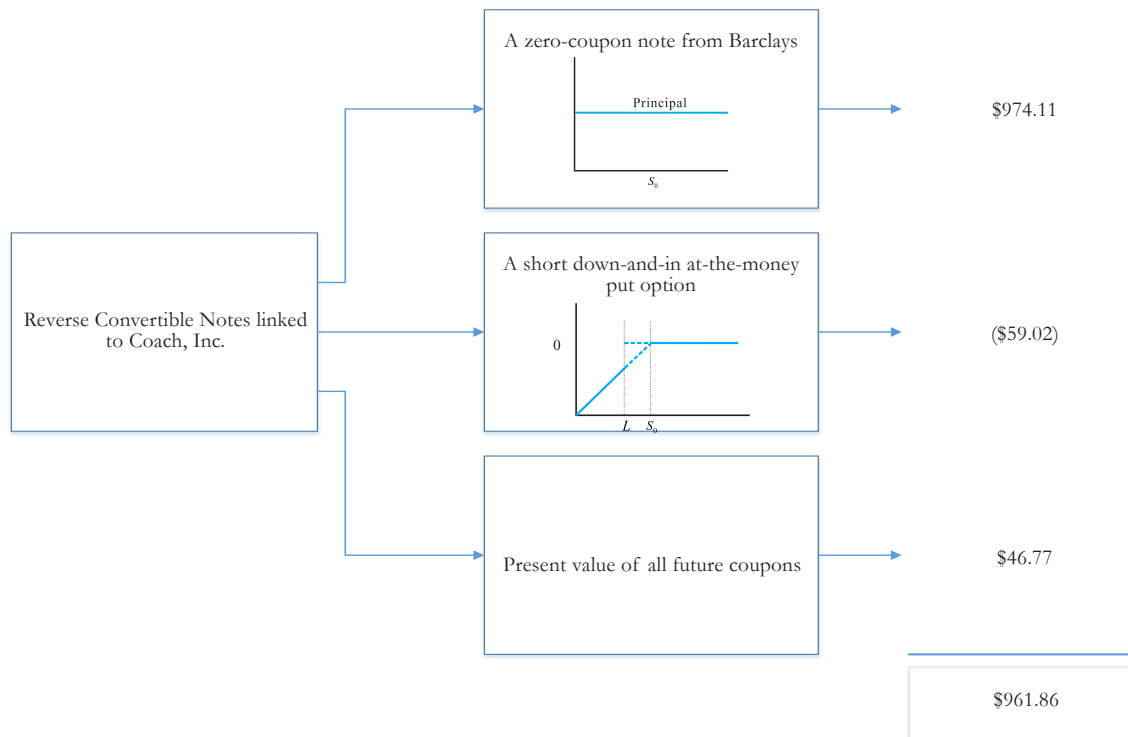 A zero-coupon note from Barclays
Principal
S₀
$974.11
Reverse Convertible Notes linked
to Coach, Inc.
A short down-and-in at-the-money
put option
0
L S₀
($59.02)
Present value of all future coupons
$46.77
$961.86